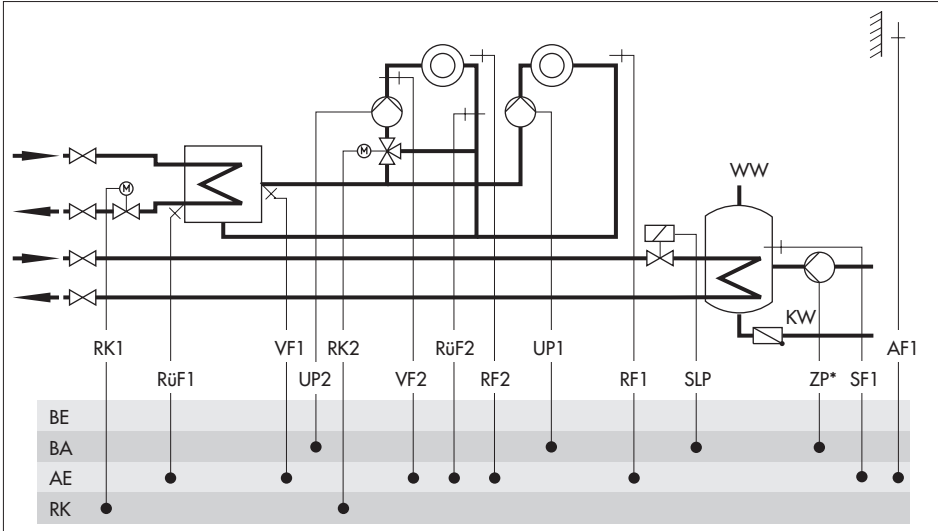 M
M
WW
KW
RK1 VF1 RK2 RüF2 UP1 AF1
RüF1 UP2 VF2 RF2 RF1 SLP ZP* SF1
BE
BA
AE
RK